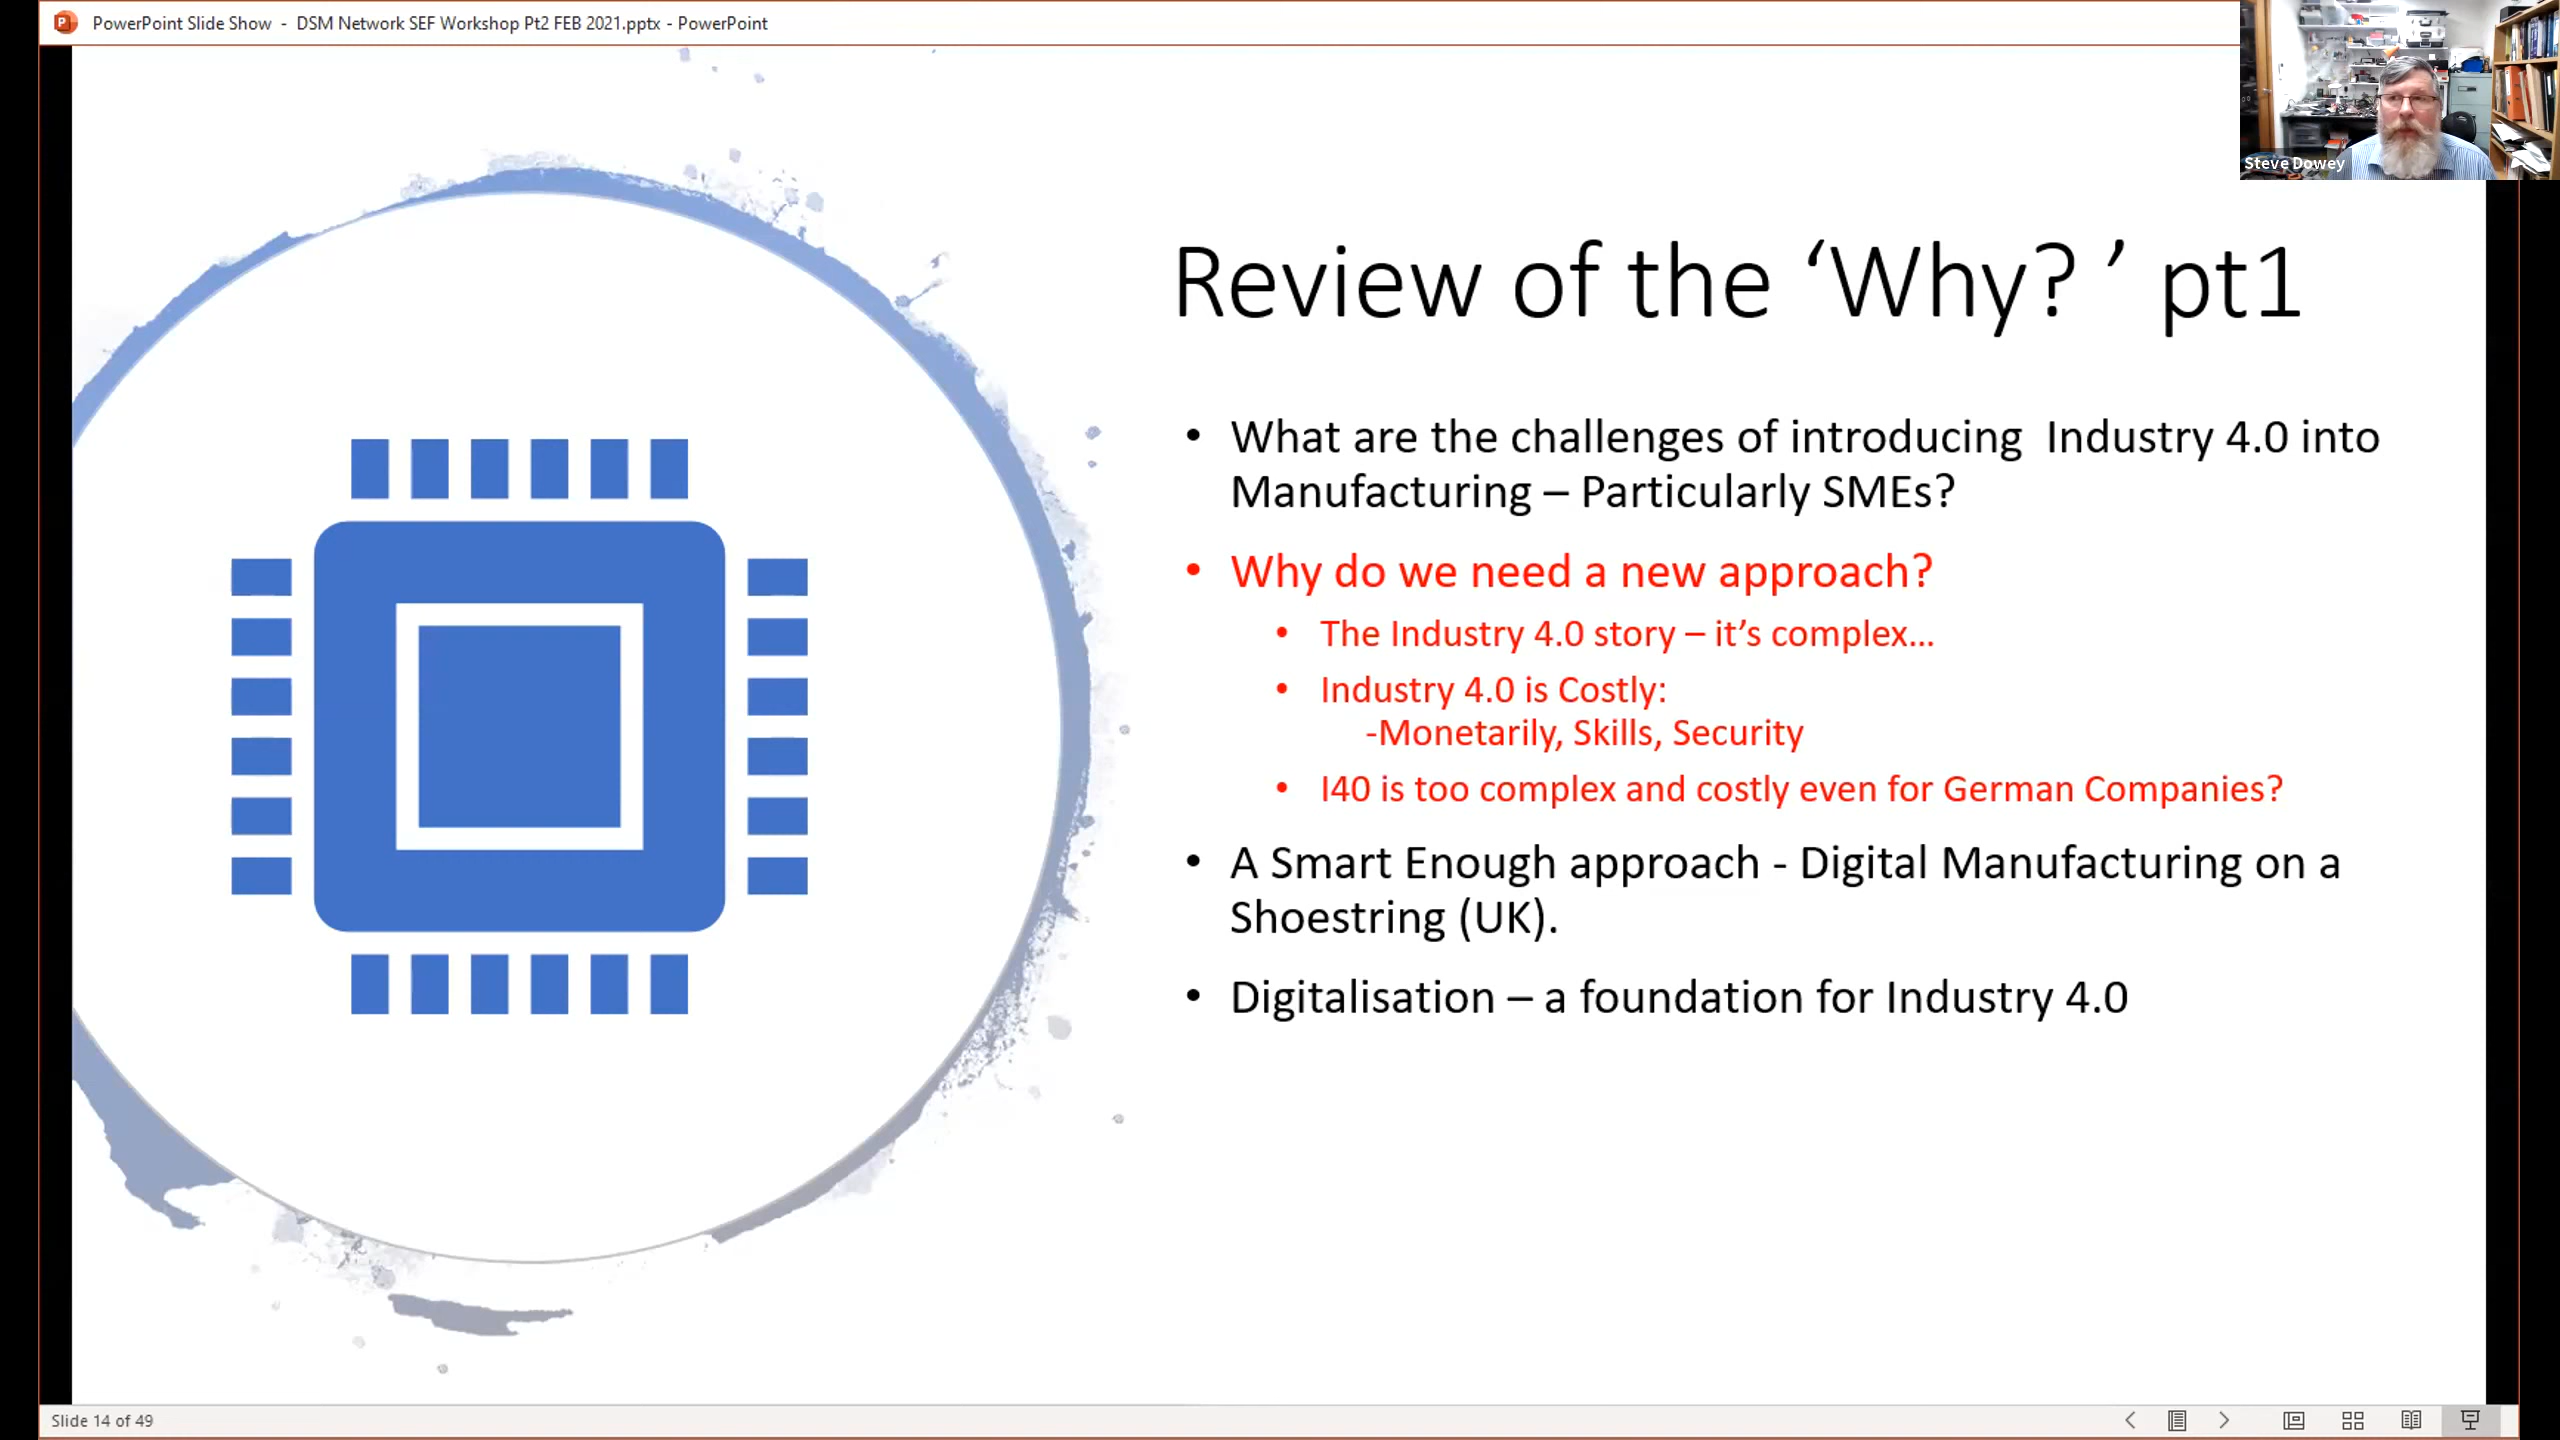 PowerPoint Slide Show - DSM Network SEF Workshop Pt2 FEB 2021.pptx - PowerPoint
Steve Dowey
Review of the ‘Why? ’ pt1
• What are the challenges of introducing  Industry 4.0 into
Manufacturing – Particularly SMEs?
• Why do we need a new approach?
• The Industry 4.0 story – it’s complex…
• Industry 4.0 is Costly:
-Monetarily, Skills, Security
• I40 is too complex and costly even for German Companies?
• A Smart Enough approach - Digital Manufacturing on a
Shoestring (UK).
• Digitalisation – a foundation for Industry 4.0
Slide 14 of 49